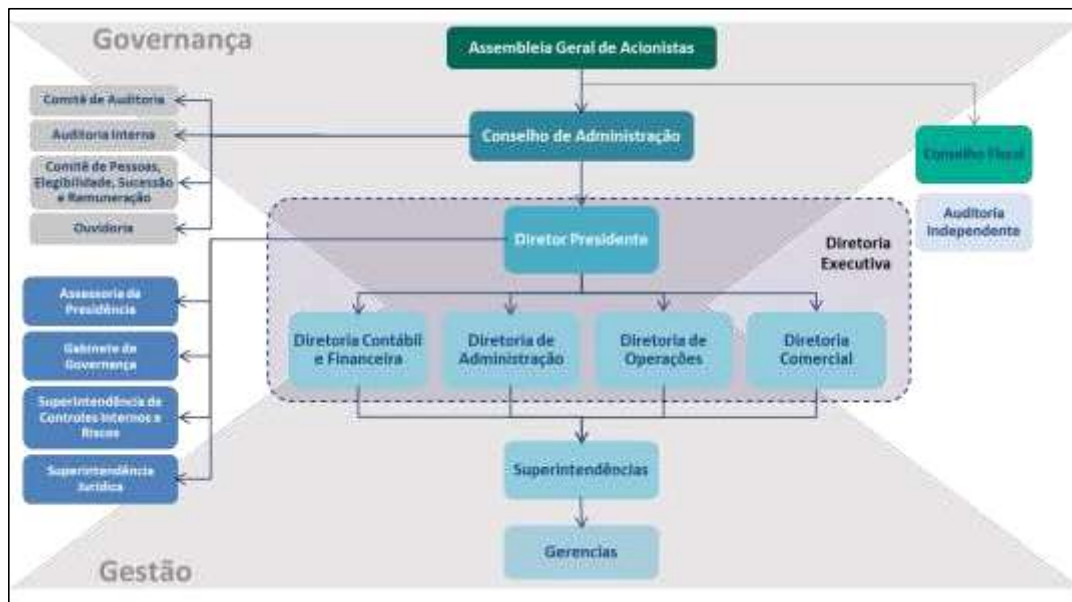 Governança
Assembleia Geral de Acionistas
Comitê de Auditoria
Auditoria Interna
Comitê de Pessoas,
Elegibilidade, Sucessão
e Remuneração
Ouvidoria
Conselho de Administração
Conselho Fiscal
Auditoria
Independente
Diretor Presidente
Diretoria
Executiva
Assessoria da
Presidência
Gabinete de
Governança
Superintendência de
Controles Internos e
Riscos
Superintendência
Jurídica
Diretoria Contábil
e Financeira
Diretoria de
Administração
Diretoria de
Operações
Diretoria
Comercial
Superintendências
Gerencias
Gestão